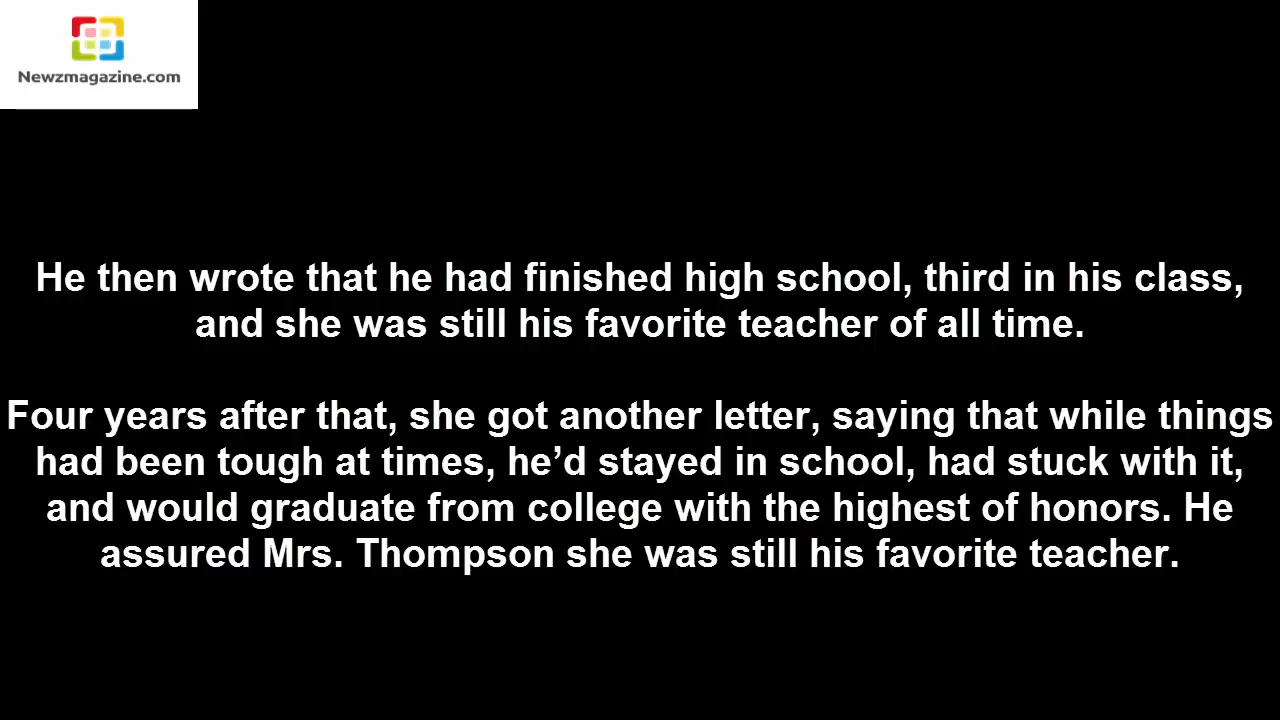 Newzmagazine.com
He then wrote that he had finished high school, third in his class,
and she was still his favorite teacher of all time.
Four years after that, she got another letter, saying that while things
had been tough at times, he’d stayed in school, had stuck with it,
and would graduate from college with the highest of honors. He
assured Mrs. Thompson she was still his favorite teacher.